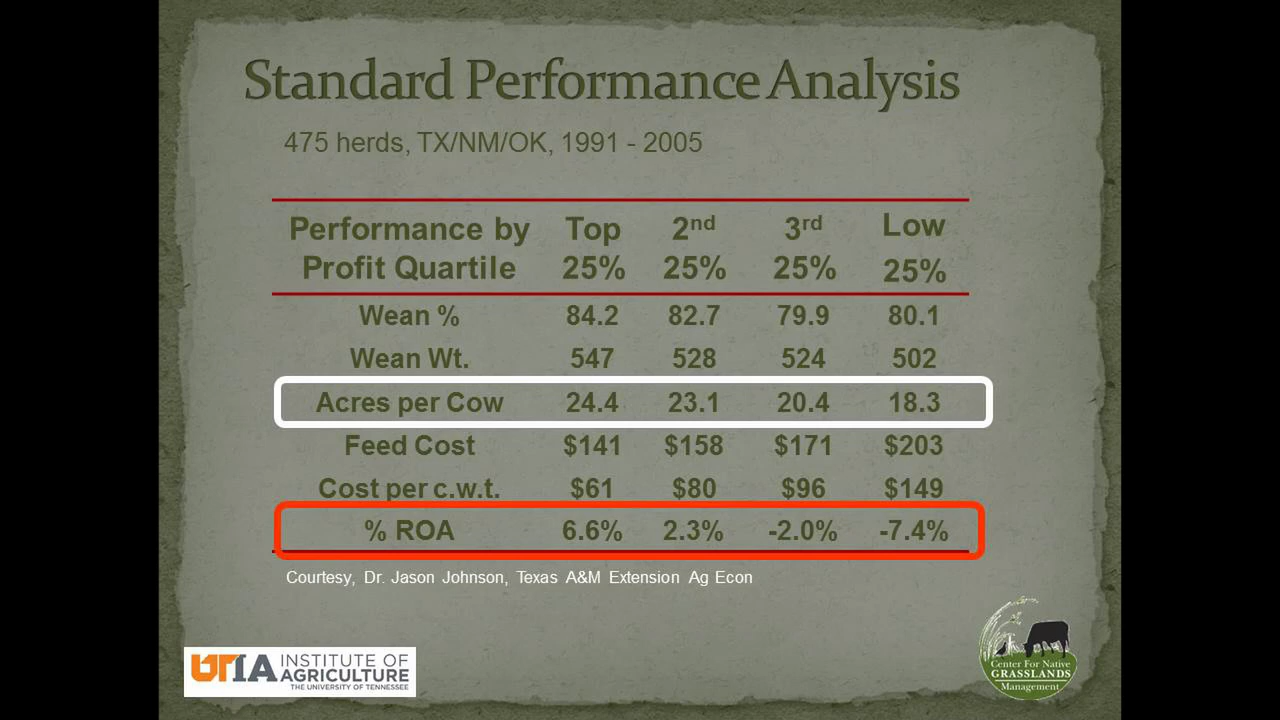 Standard Performance Analysis
475 herds, TX/NM/OK, 1991 - 2005
Performance by Profit Quartile Top 25% 2nd 25% 3rd 25% Low 25%
Wean % 84.2 82.7 79.9 80.1
Wean Wt. 547 528 524 502
Acres per Cow 24.4 23.1 20.4 18.3
Feed Cost $141 $158 $171 $203
Cost per c.w.t. $61 $80 $96 $149
% ROA 6.6% 2.3% -2.0% -7.4%
Courtesy, Dr. Jason Johnson, Texas A&M Extension Ag Econ
UTIA INSTITUTE OF
AGRICULTURE
THE UNIVERSITY OF TENNESSEE
Center For Native
GRASSLANDS
Management